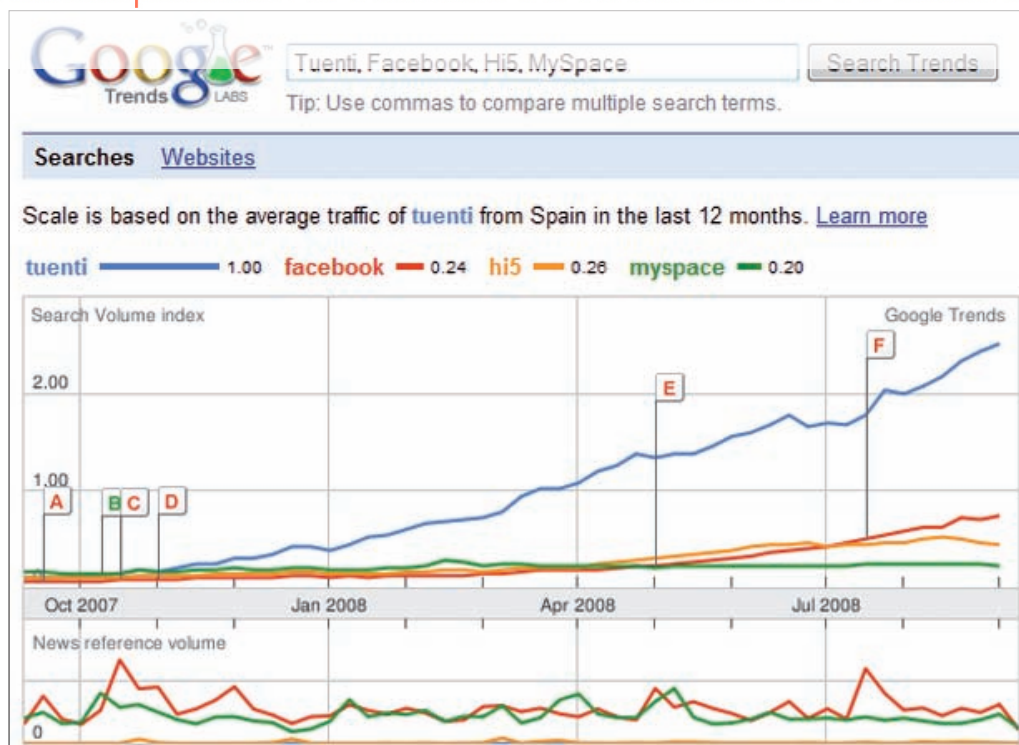 Google™
Trends LABS
Tuenti, Facebook, Hi5, MySpace
Search Trends
Tip: Use commas to compare multiple search terms.
Searches Websites
Scale is based on the average traffic of tuenti from Spain in the last 12 months. Learn more
tuenti 1.00 facebook 0.24 hi5 0.26 myspace 0.20
Search Volume index Google Trends
F
2.00
E
1.00
A B C D
Oct 2007 Jan 2008 Apr 2008 Jul 2008
News reference volume
0